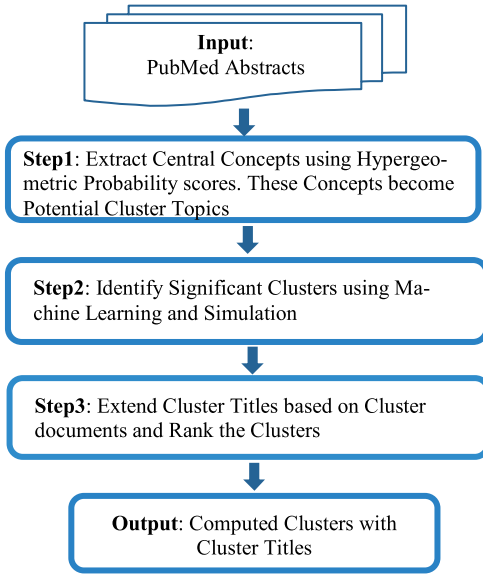 Input:
PubMed Abstracts
Step1: Extract Central Concepts using Hypergeo-
metric Probability scores. These Concepts become
Potential Cluster Topics
Step2: Identify Significant Clusters using Ma-
chine Learning and Simulation
Step3: Extend Cluster Titles based on Cluster
documents and Rank the Clusters
Output: Computed Clusters with
Cluster Titles